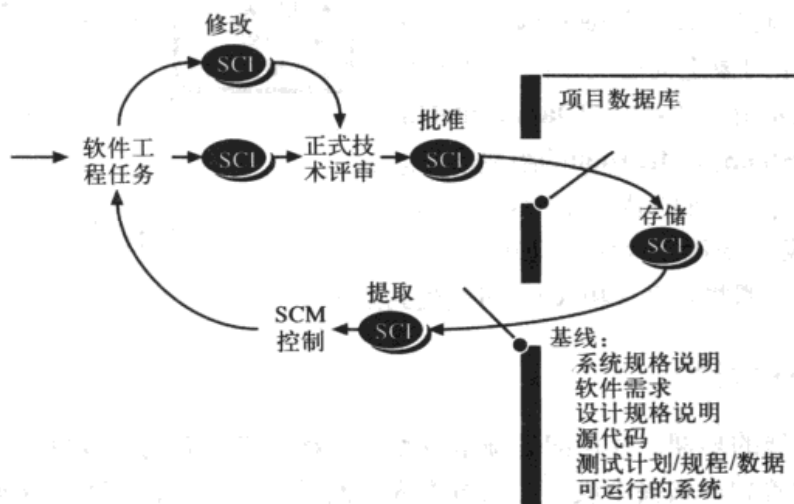 修改
SCI
项目数据库
批准
软件工
程任务
SCI
正式技
术评审
SCI
存储
SCI
提取
SCM
控制
SCI
基线：
系统规格说明
软件需求
设计规格说明
源代码
测试计划/规程/数据
可运行的系统